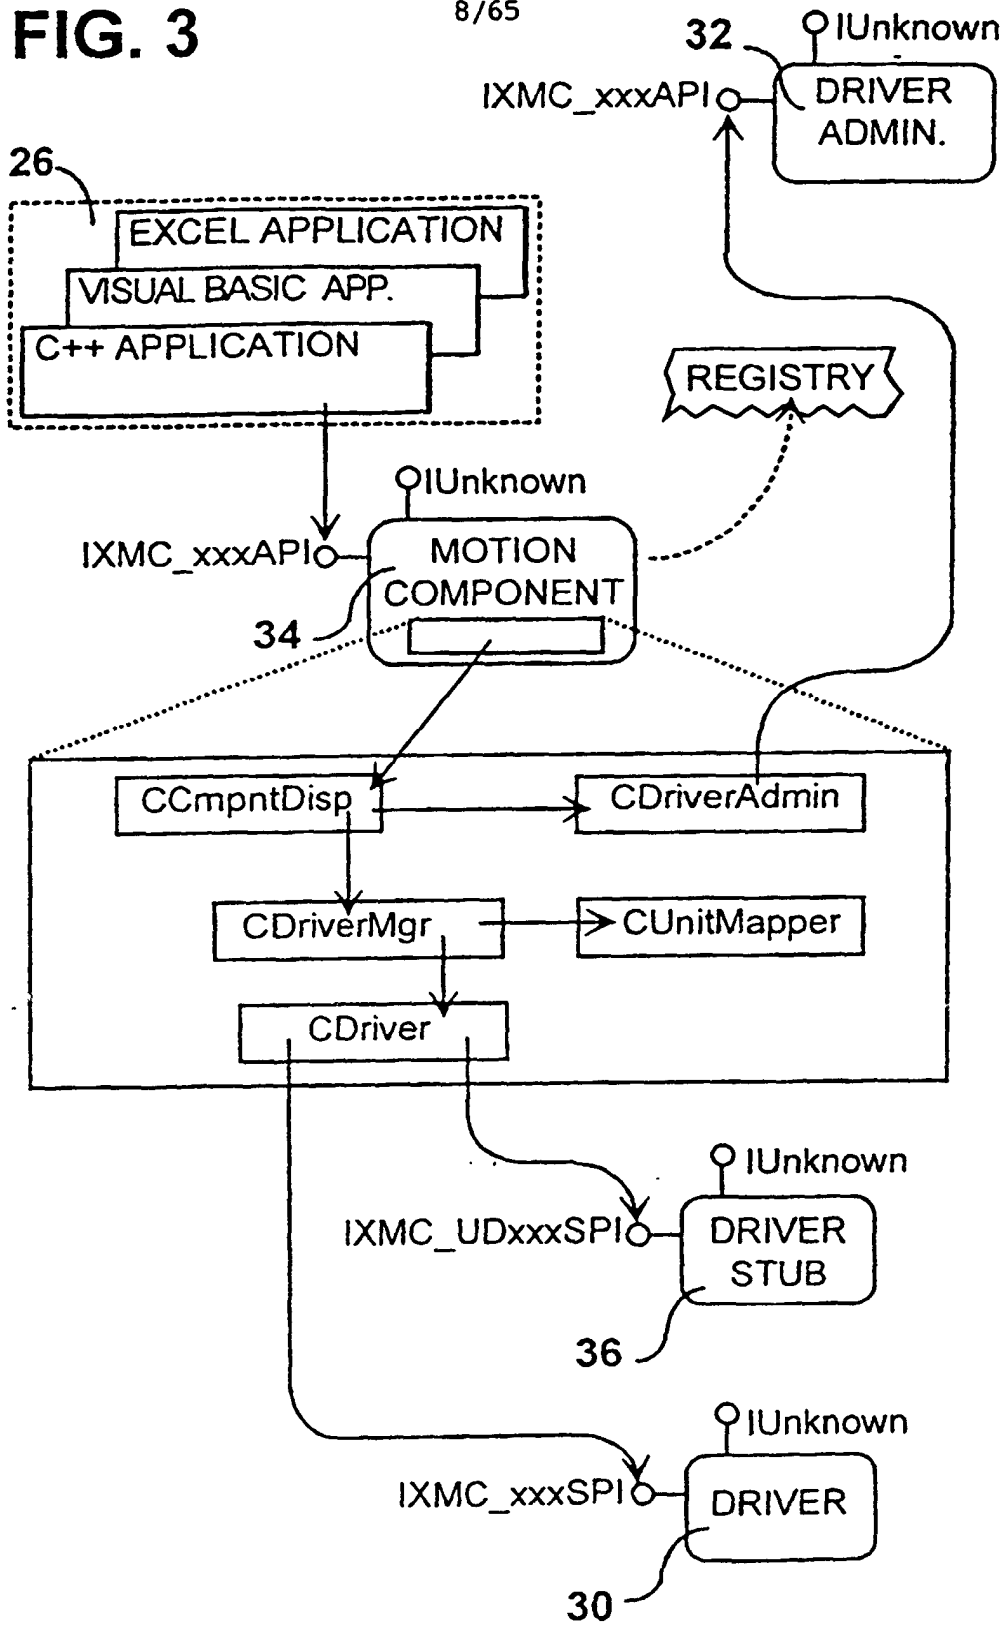 FIG. 3
8/65
32
IUnknown
IXMC_xxxAPI
DRIVER
ADMIN.
26
EXCEL APPLICATION
VISUAL BASIC APP.
C++ APPLICATION
REGISTRY
IUnknown
IXMC_xxxAPI
MOTION
COMPONENT
34
CCmpntDisp
CDriverAdmin
CDriverMgr
CUnitMapper
CDriver
IUnknown
IXMC_UDxxxSPI
DRIVER
STUB
36
IUnknown
IXMC_xxxSPI
DRIVER
30